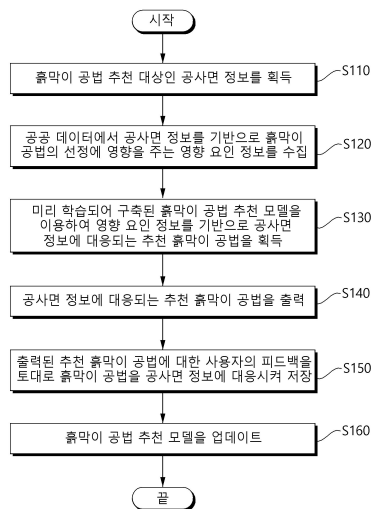 시작
흙막이 공법 추천 대상인 공사면 정보를 획득
S110
공공 데이터에서 공사면 정보를 기반으로 흙막이
공법의 선정에 영향을 주는 영향 요인 정보를 수집
S120
미리 학습되어 구축된 흙막이 공법 추천 모델을
이용하여 영향 요인 정보를 기반으로 공사면
정보에 대응되는 추천 흙막이 공법을 획득
S130
공사면 정보에 대응되는 추천 흙막이 공법을 출력
S140
출력된 추천 흙막이 공법에 대한 사용자의 피드백을
토대로 흙막이 공법을 공사면 정보에 대응시켜 저장
S150
흙막이 공법 추천 모델을 업데이트
S160
끝